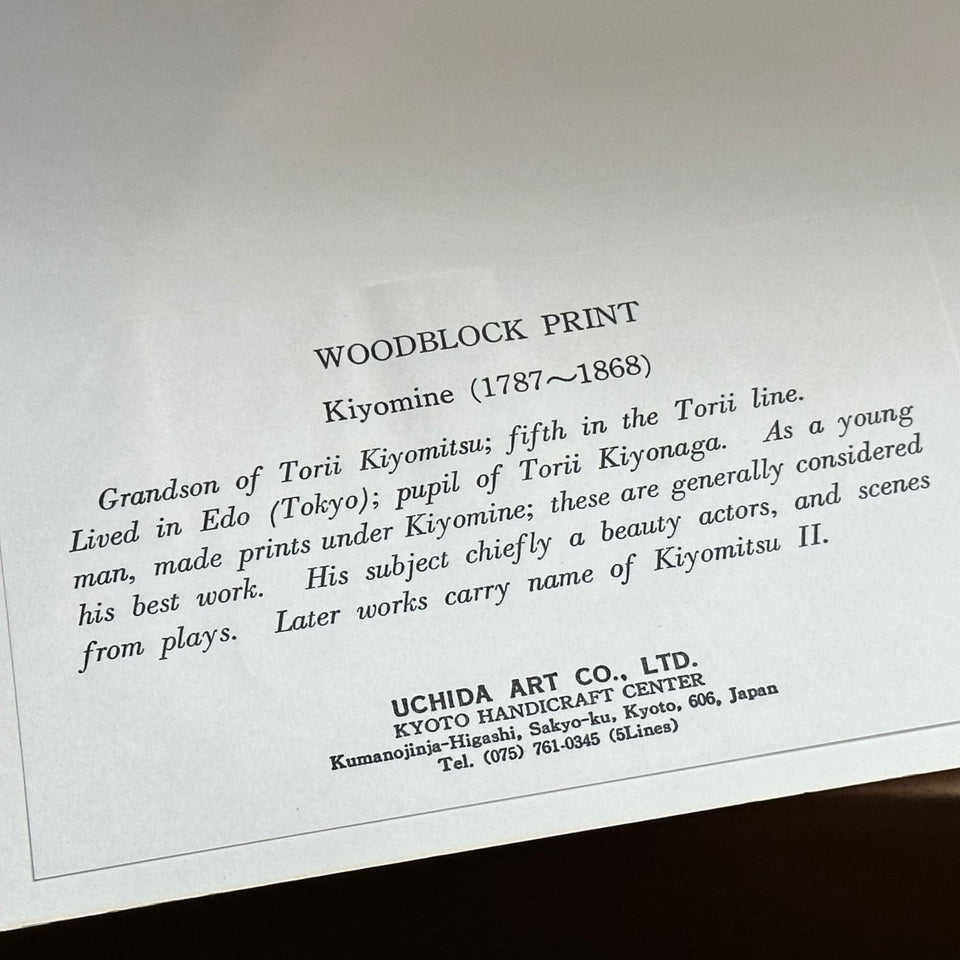 WOODBLOCK PRINT
Kiyomine (1787～1868)
Grandson of Torii Kiyomitsu; fifth in the Torii line.
Lived in Edo (Tokyo); pupil of Torii Kiyonaga. As a young
man, made prints under Kiyomine; these are generally considered
his best work. His subject chiefly a beauty actors, and scenes
from plays. Later works carry name of Kiyomitsu II.
UCHIDA ART CO., LTD.
KYOTO HANDICRAFT CENTER
Kumanojinja-Higashi, Sakyo-ku, Kyoto, 606, Japan
Tel. (075) 761-0345 (5Lines)